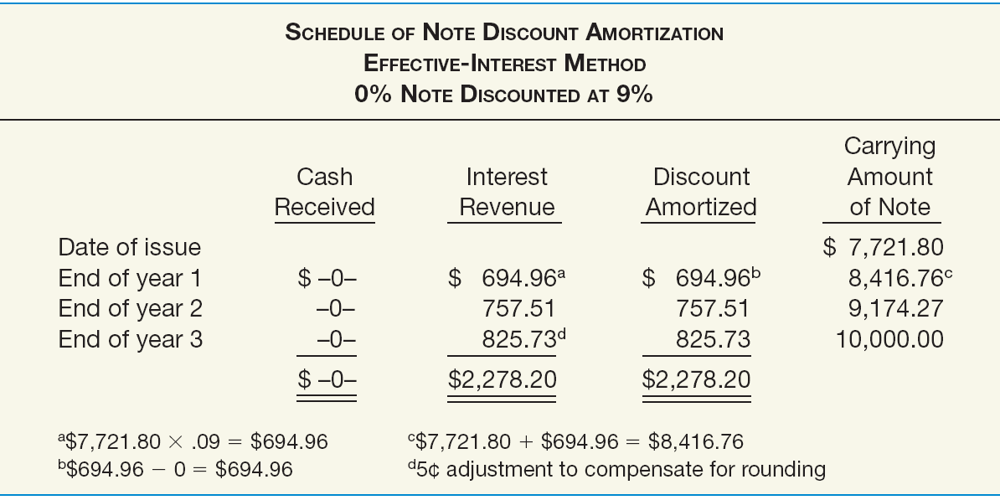 SCHEDULE OF NOTE DISCOUNT AMORTIZATION
EFFECTIVE-INTEREST METHOD
0% NOTE DISCOUNTED AT 9%
Carrying
Cash Interest Discount Amount
Received Revenue Amortized of Note
Date of issue $ 7,721.80
End of year 1 $ –0– $ 694.96ᵃ $ 694.96ᵇ 8,416.76ᶜ
End of year 2 –0– 757.51 757.51 9,174.27
End of year 3 –0– 825.73ᵈ 825.73 10,000.00
$ –0– $2,278.20 $2,278.20
ᵃ$7,721.80 × .09 = $694.96 ᶜ$7,721.80 + $694.96 = $8,416.76
ᵇ$694.96 – 0 = $694.96 ᵈ5¢ adjustment to compensate for rounding